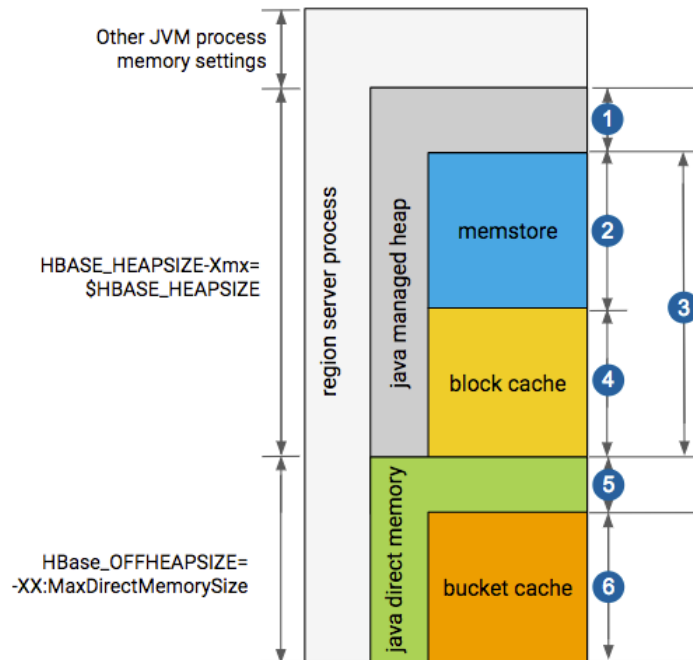 Other JVM process
memory settings
HBASE_HEAPSIZE-Xmx=
$HBASE_HEAPSIZE
HBase_OFFHEAPSIZE=
-XX:MaxDirectMemorySize
region server process
java managed heap
java direct memory
memstore
block cache
bucket cache
1
2
3
4
5
6